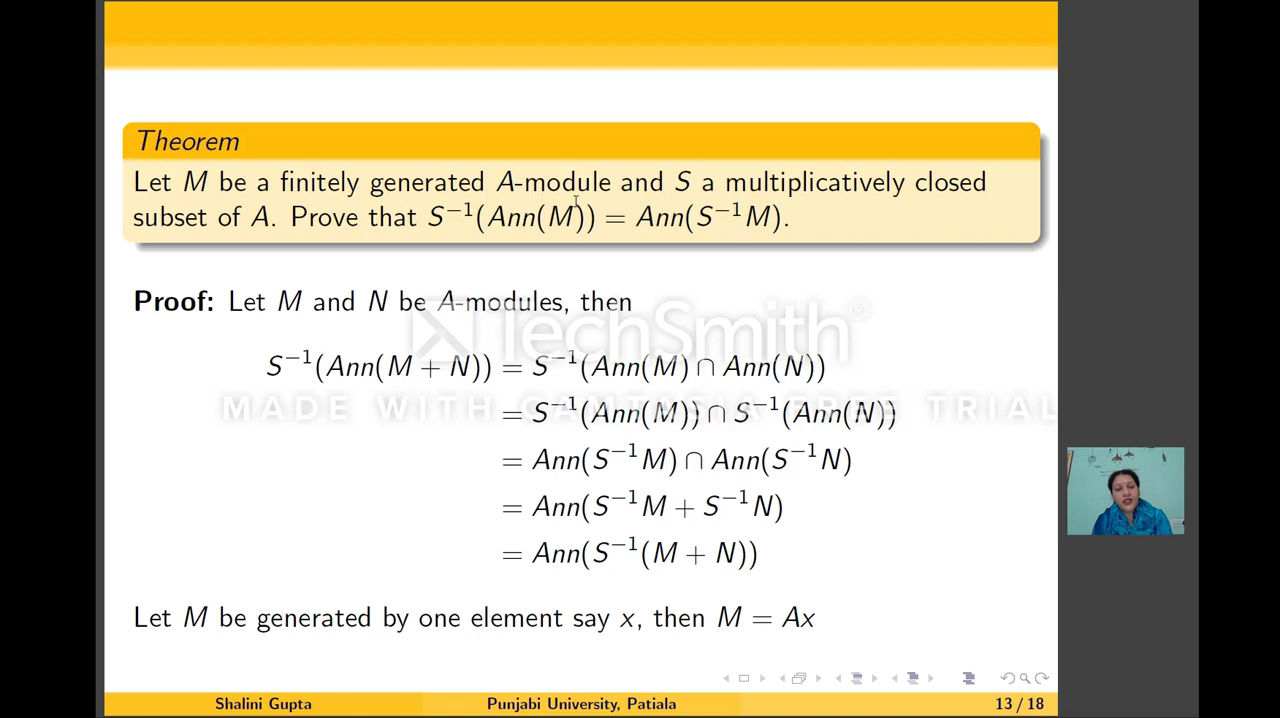 Theorem
Let M be a finitely generated A-module and S a multiplicatively closed
subset of A. Prove that S⁻¹(Ann(M)) = Ann(S⁻¹M).
Proof: Let M and N be A-modules, then
TechSmith®
S⁻¹(Ann(M + N)) = S⁻¹(Ann(M) ∩ Ann(N))
MADE WITH CAMTASIA FREE TRIAL
= S⁻¹(Ann(M)) ∩ S⁻¹(Ann(N))
= Ann(S⁻¹M) ∩ Ann(S⁻¹N)
= Ann(S⁻¹M + S⁻¹N)
= Ann(S⁻¹(M + N))
Let M be generated by one element say x, then M = Ax
Shalini Gupta Punjabi University, Patiala 13 / 18